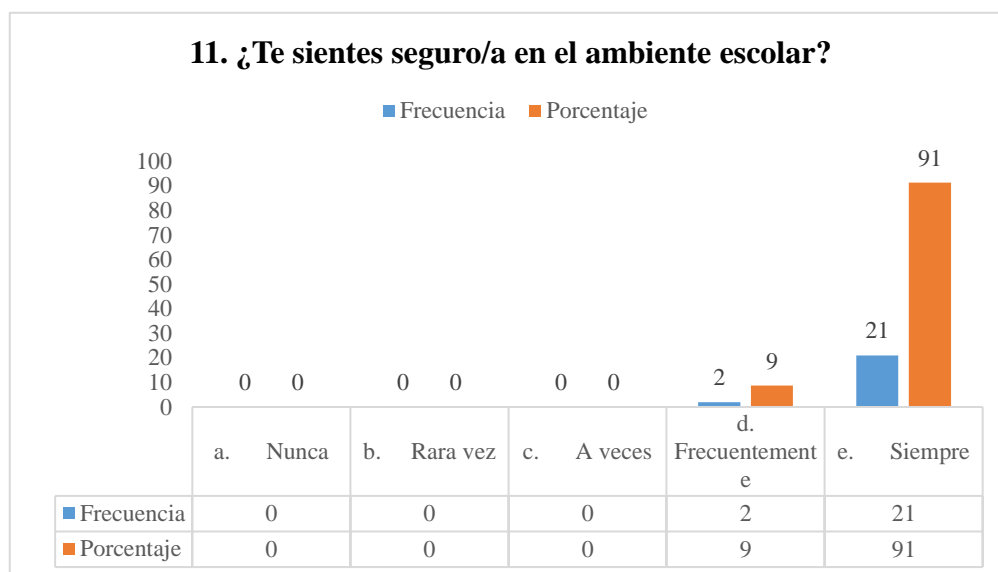 11. ¿Te sientes seguro/a en el ambiente escolar?
Frecuencia Porcentaje
100
90
80
70
60
50
40
30
20
10
0
0 0 0 0 0 0 2 9 21 91
a. Nunca b. Rara vez c. A veces d. Frecuentement e e. Siempre
Frecuencia 0 0 0 2 21
Porcentaje 0 0 0 9 91